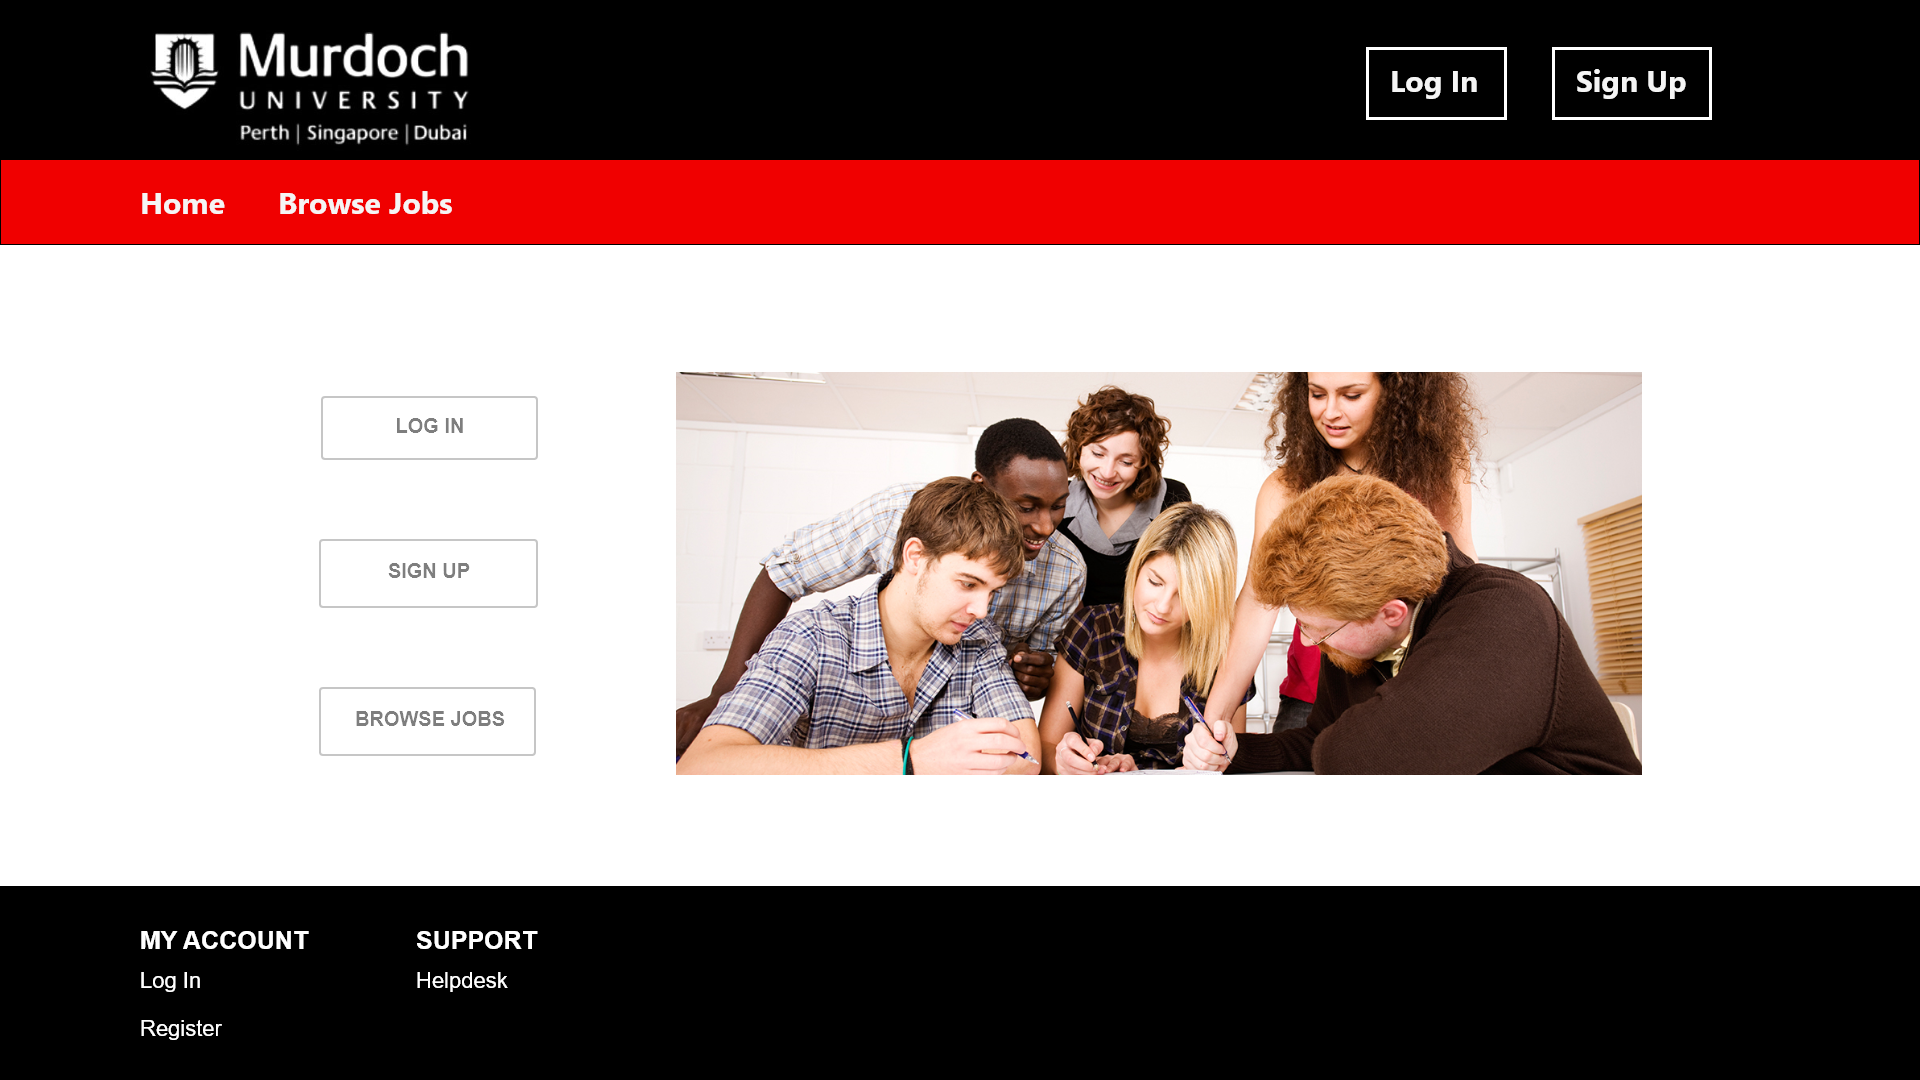 Murdoch
UNIVERSITY
Perth | Singapore | Dubai
Log In
Sign Up
Home
Browse Jobs
LOG IN
SIGN UP
BROWSE JOBS
MY ACCOUNT
Log In
Register
SUPPORT
Helpdesk